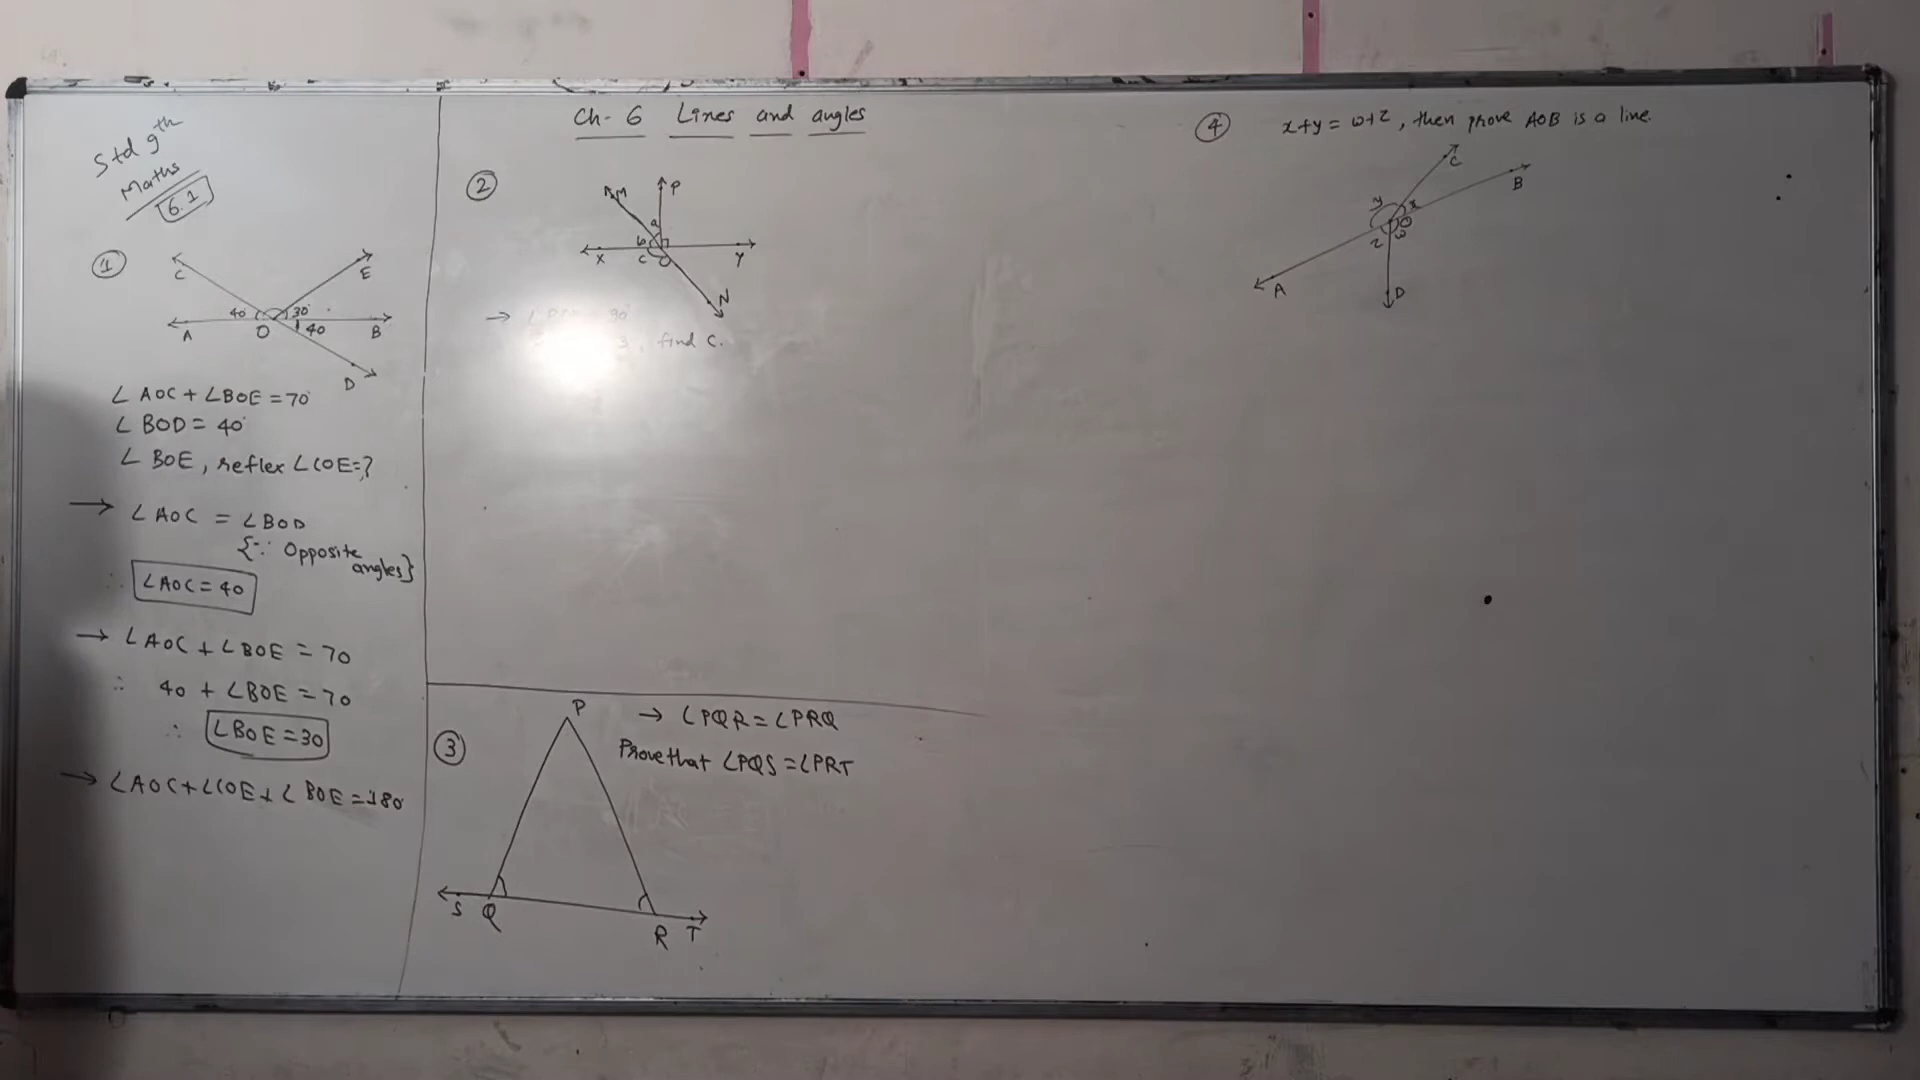 Std 9th
Maths
6.1
Ch- 6 Lines and angles
①
C
E
40° 30°
A O 40 B
D
∠AOC + ∠BOE = 70°
∠BOD = 40°
∠BOE, reflex ∠COE=?
→ ∠AOC = ∠BOD
{∵ Opposite
angles}
∴ ∠AOC = 40
→ ∠AOC + ∠BOE = 70
∴ 40 + ∠BOE = 70
∴ ∠BOE = 30
→ ∠AOC + ∠COE + ∠BOE = 180
②
M P
a
b
X C O Y
N
→
, find C.
③
P
→ ∠PQR = ∠PRQ
Prove that ∠PQS = ∠PRT
S Q
R T
④ x+y = ω+z, then prove AOB is a line.
C
B
y x
O
z ω
A D